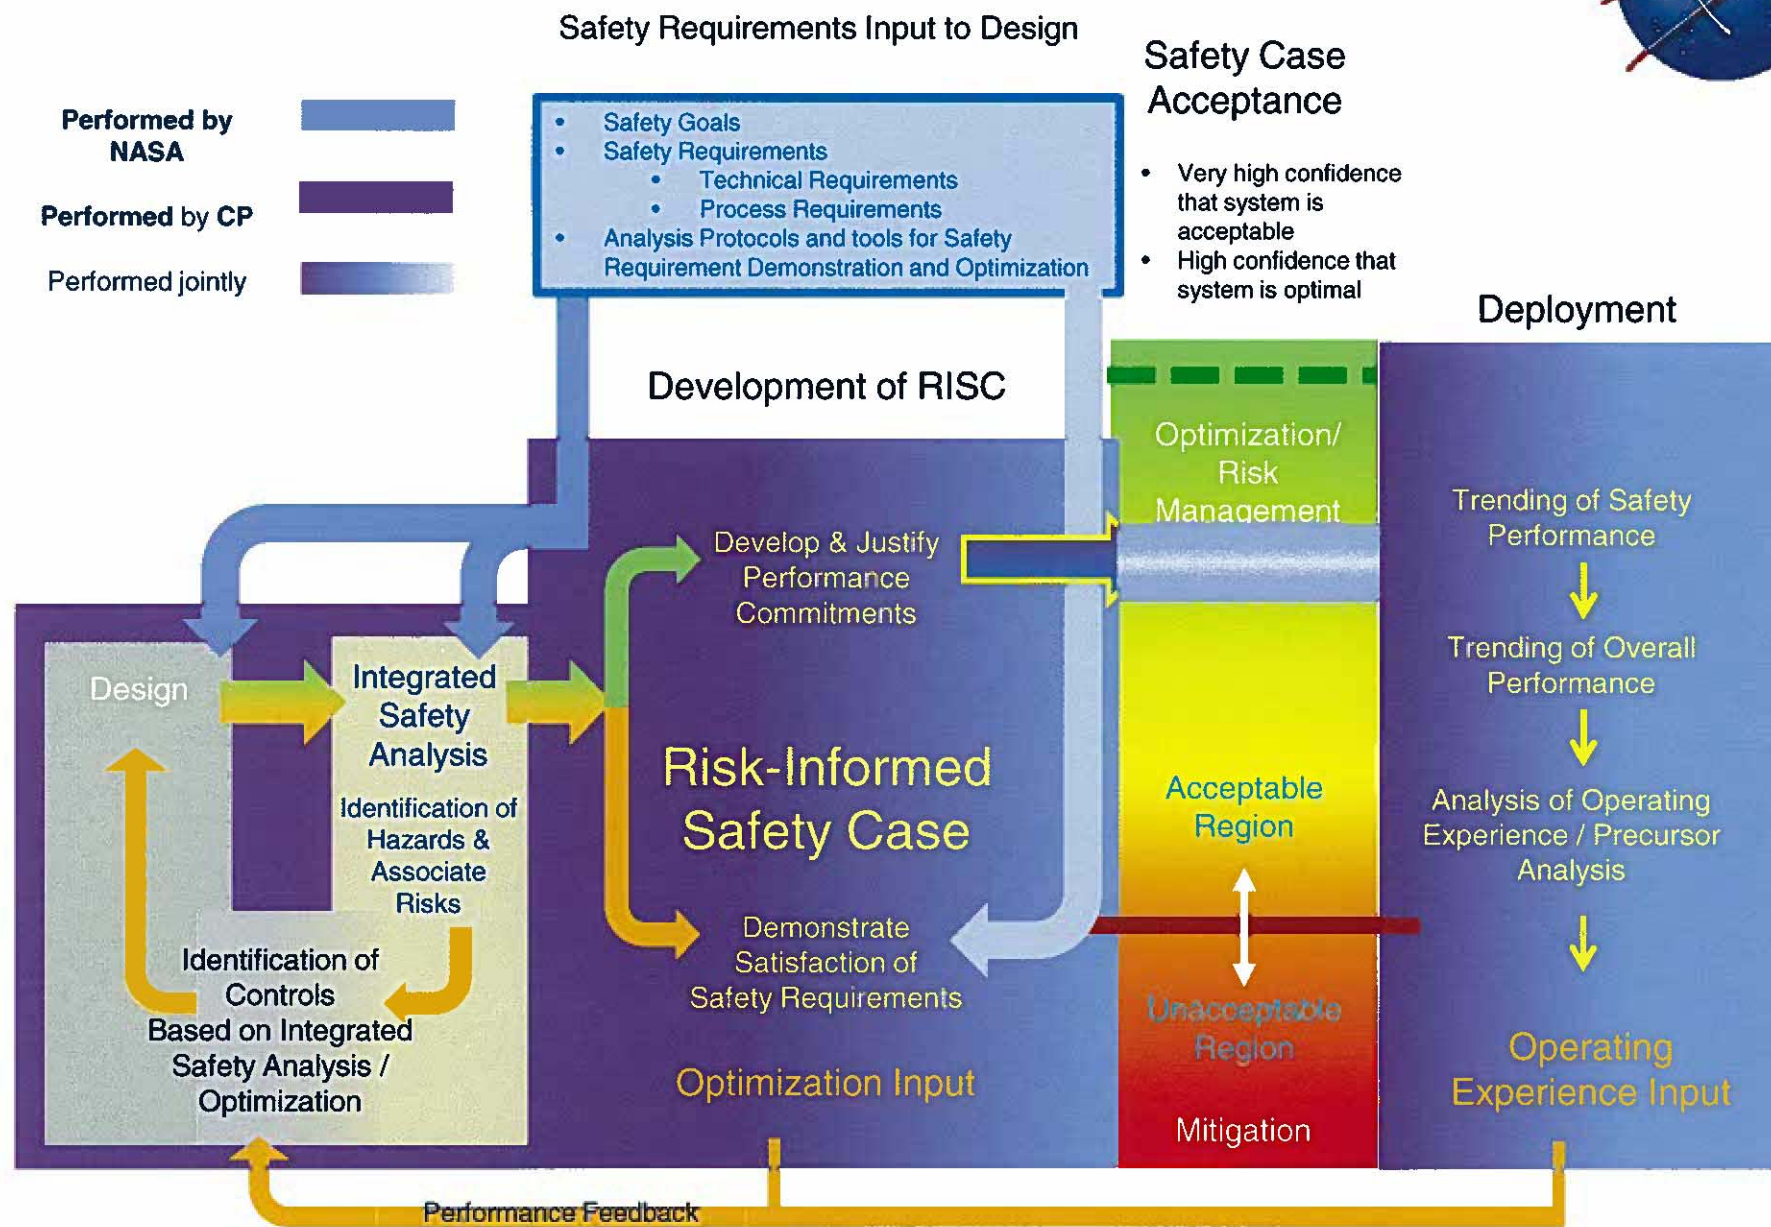 Safety Requirements Input to Design
Safety Case
Acceptance
Performed by
NASA
Performed by CP
Performed jointly
• Safety Goals
• Safety Requirements
• Technical Requirements
• Process Requirements
• Analysis Protocols and tools for Safety
Requirement Demonstration and Optimization
• Very high confidence
that system is
acceptable
• High confidence that
system is optimal
Deployment
Development of RISC
Optimization/
Risk
Management
Develop & Justify
Performance
Commitments
Trending of Safety
Performance
Trending of Overall
Performance
Analysis of Operating
Experience / Precursor
Analysis
Operating
Experience Input
Design
Integrated
Safety
Analysis
Identification of
Hazards &
Associate
Risks
Identification of
Controls
Based on Integrated
Safety Analysis /
Optimization
Risk-Informed
Safety Case
Demonstrate
Satisfaction of
Safety Requirements
Optimization Input
Acceptable
Region
Unacceptable
Region
Mitigation
Performance Feedback